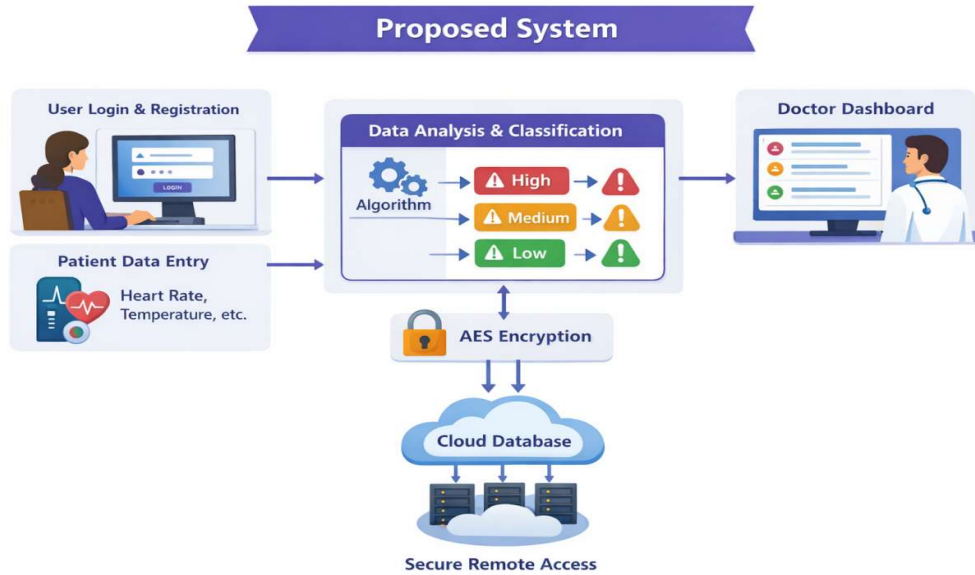 Proposed System
User Login & Registration
LOGIN
Patient Data Entry
Heart Rate,
Temperature, etc.
Data Analysis & Classification
Algorithm
High
Medium
Low
Doctor Dashboard
AES Encryption
Cloud Database
Secure Remote Access